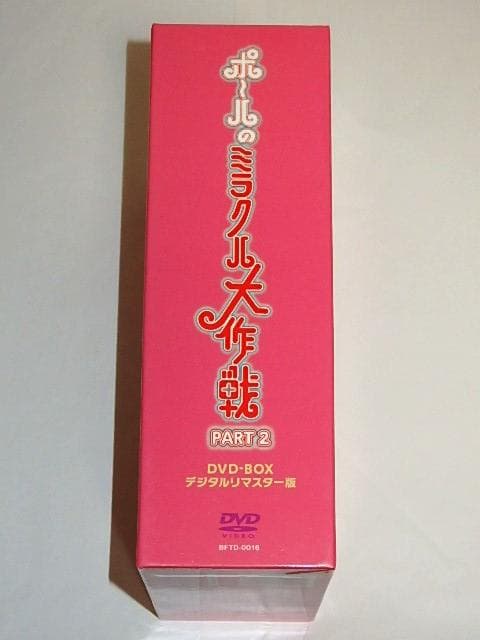 ポールのミラクル大作戦
PART 2
DVD-BOX
デジタルリマスター版
DVD
VIDEO
BFTD-0016